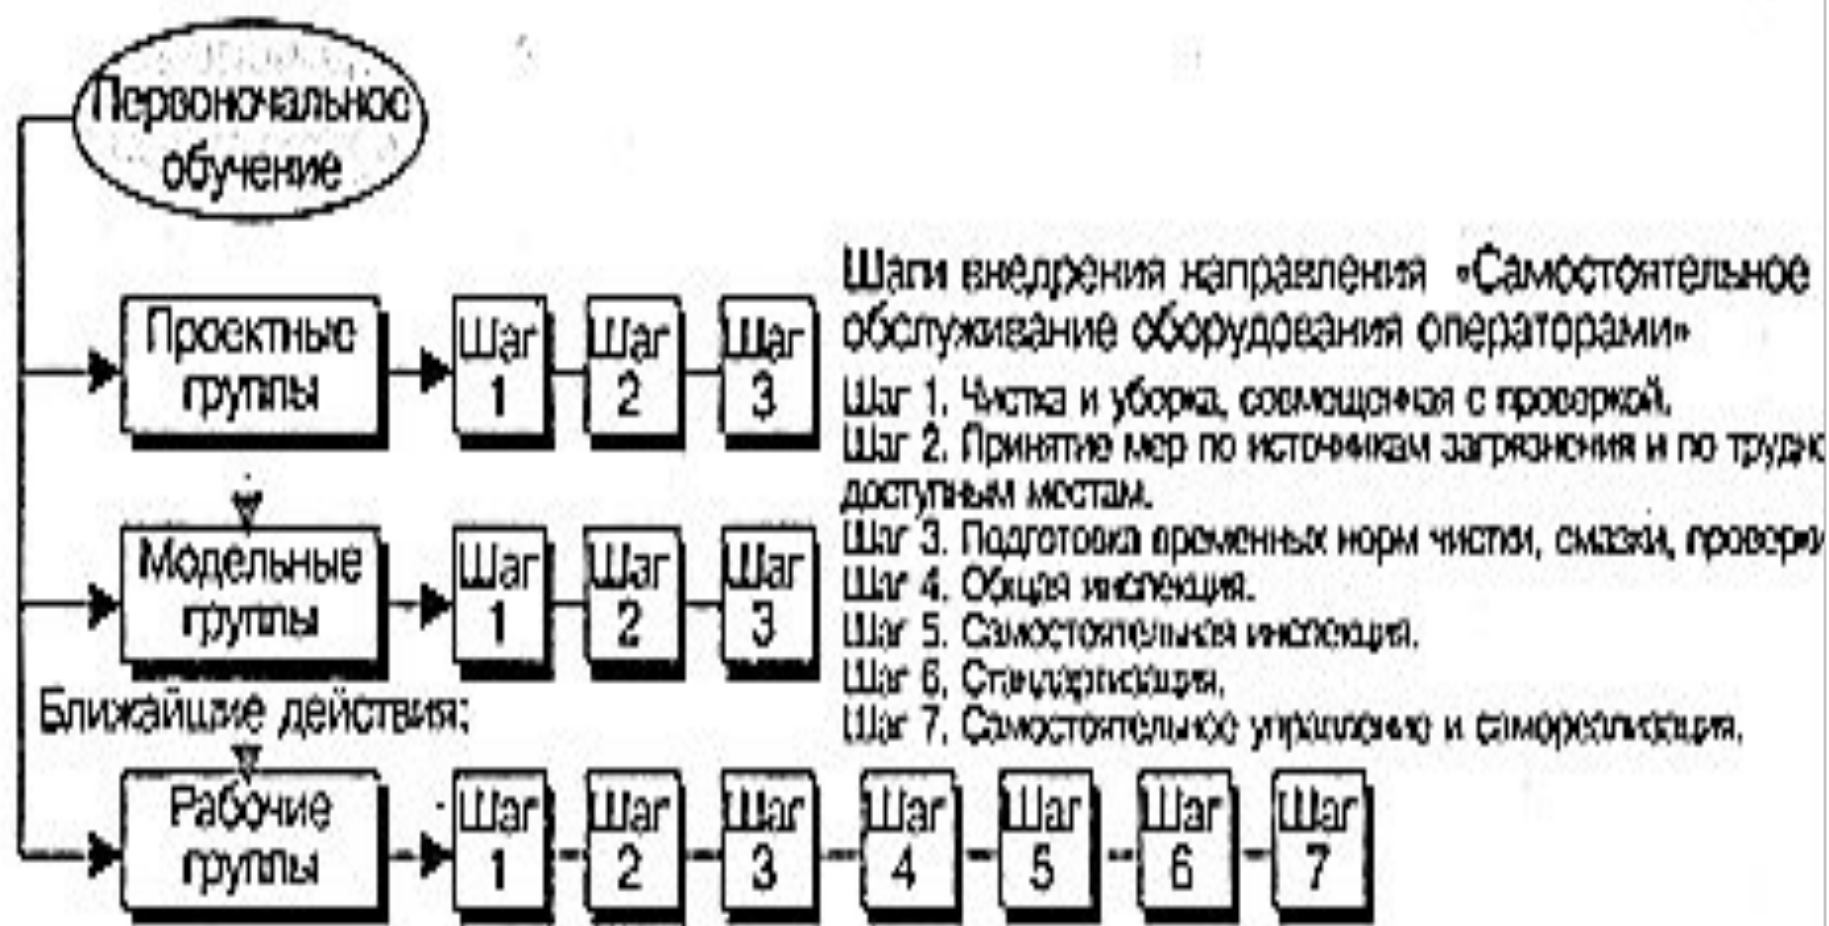 Первоночальное
обучение
Шаги внедрения направления «Самостоятельное
обслуживание оборудования операторами»
Проектные
группы
Шаг
1
Шаг
2
Шаг
3
Шаг 1. Чистка и уборка, совмещенная с проверкой.
Шаг 2. Принятие мер по источникам загрязнения и по трудно
доступным местам.
Шаг 3. Подготовка временных норм чистки, смазки, проверки
Шаг 4. Общая инспекция.
Шаг 5. Самостоятельная инспекция.
Шаг 6. Стандартизация.
Шаг 7. Самостоятельное управление и самореализация.
Модельные
группы
Шаг
1
Шаг
2
Шаг
3
Ближайшие действия:
Рабочие
группы
Шаг
1
Шаг
2
Шаг
3
Шаг
4
Шаг
5
Шаг
6
Шаг
7